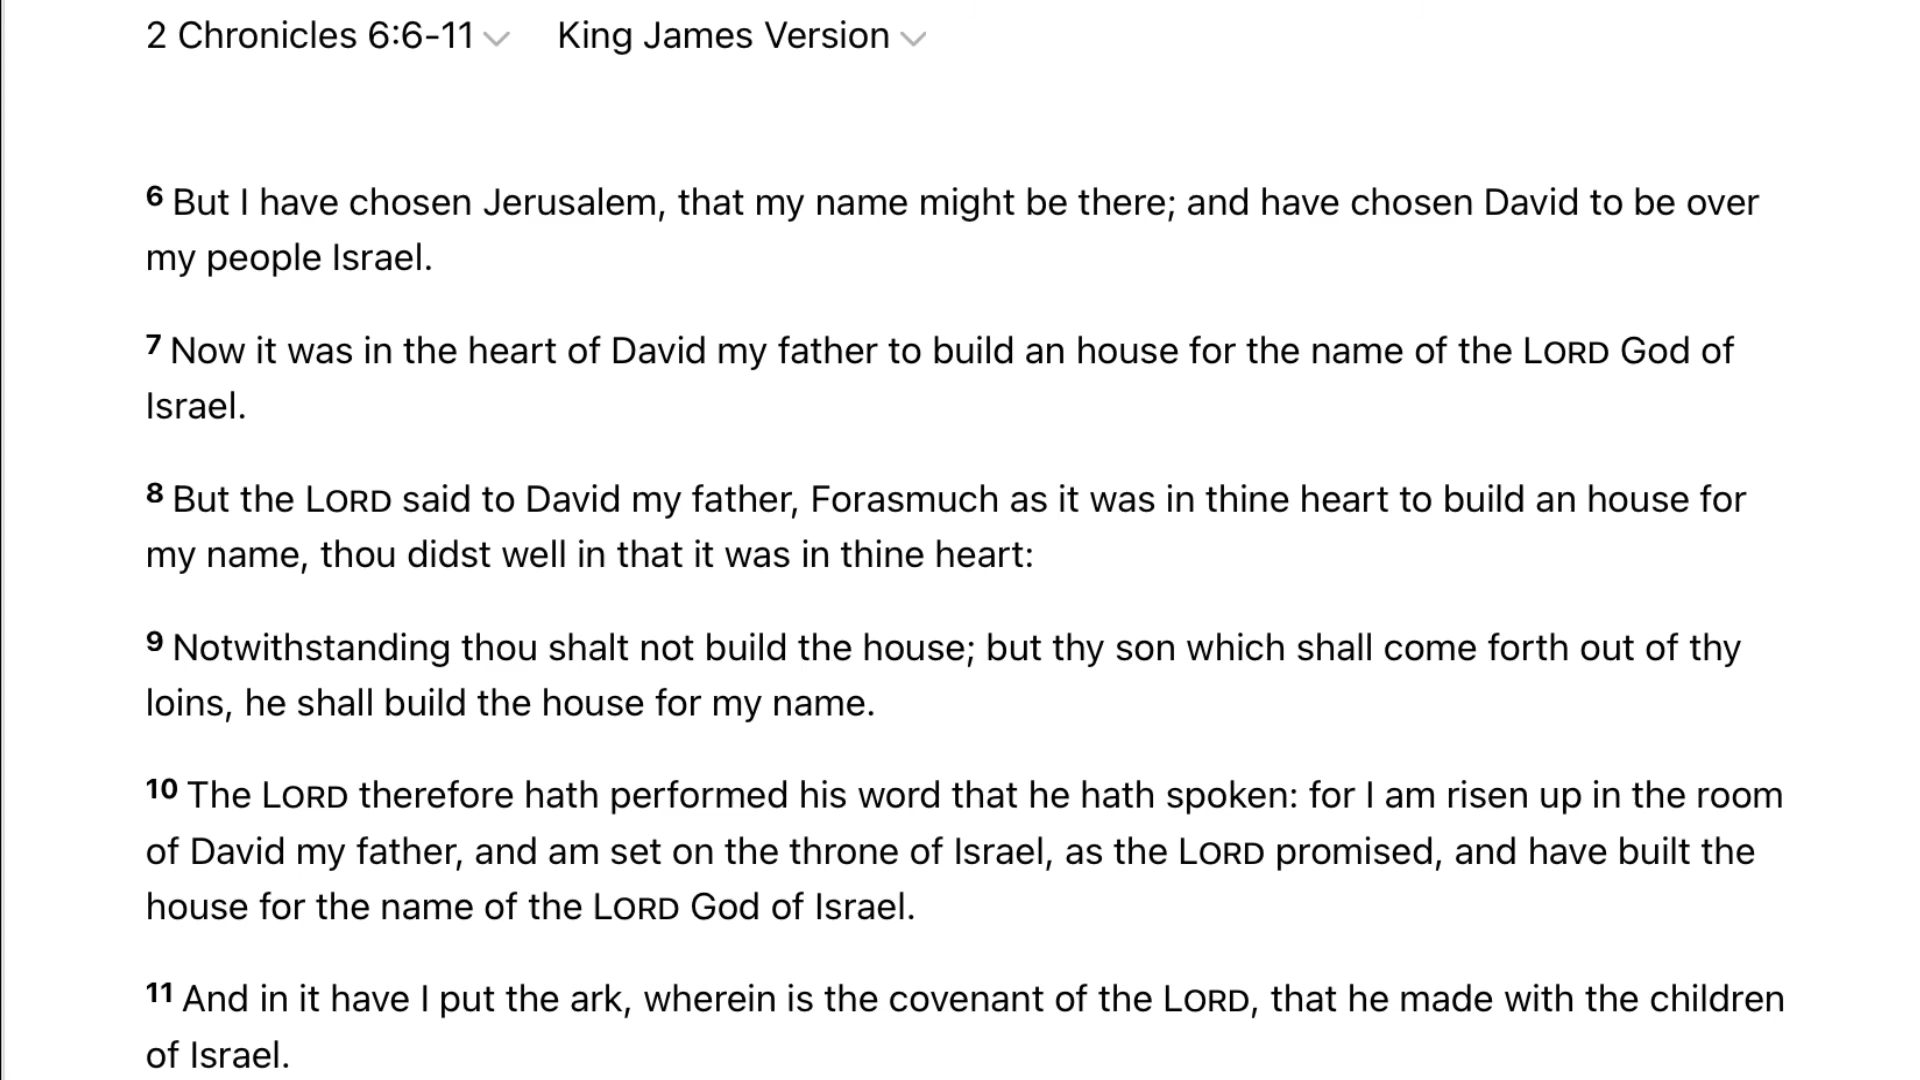 2 Chronicles 6:6-11 King James Version
6 But I have chosen Jerusalem, that my name might be there; and have chosen David to be over
my people Israel.
7 Now it was in the heart of David my father to build an house for the name of the LORD God of
Israel.
8 But the LORD said to David my father, Forasmuch as it was in thine heart to build an house for
my name, thou didst well in that it was in thine heart:
9 Notwithstanding thou shalt not build the house; but thy son which shall come forth out of thy
loins, he shall build the house for my name.
10 The LORD therefore hath performed his word that he hath spoken: for I am risen up in the room
of David my father, and am set on the throne of Israel, as the LORD promised, and have built the
house for the name of the LORD God of Israel.
11 And in it have I put the ark, wherein is the covenant of the LORD, that he made with the children
of Israel.